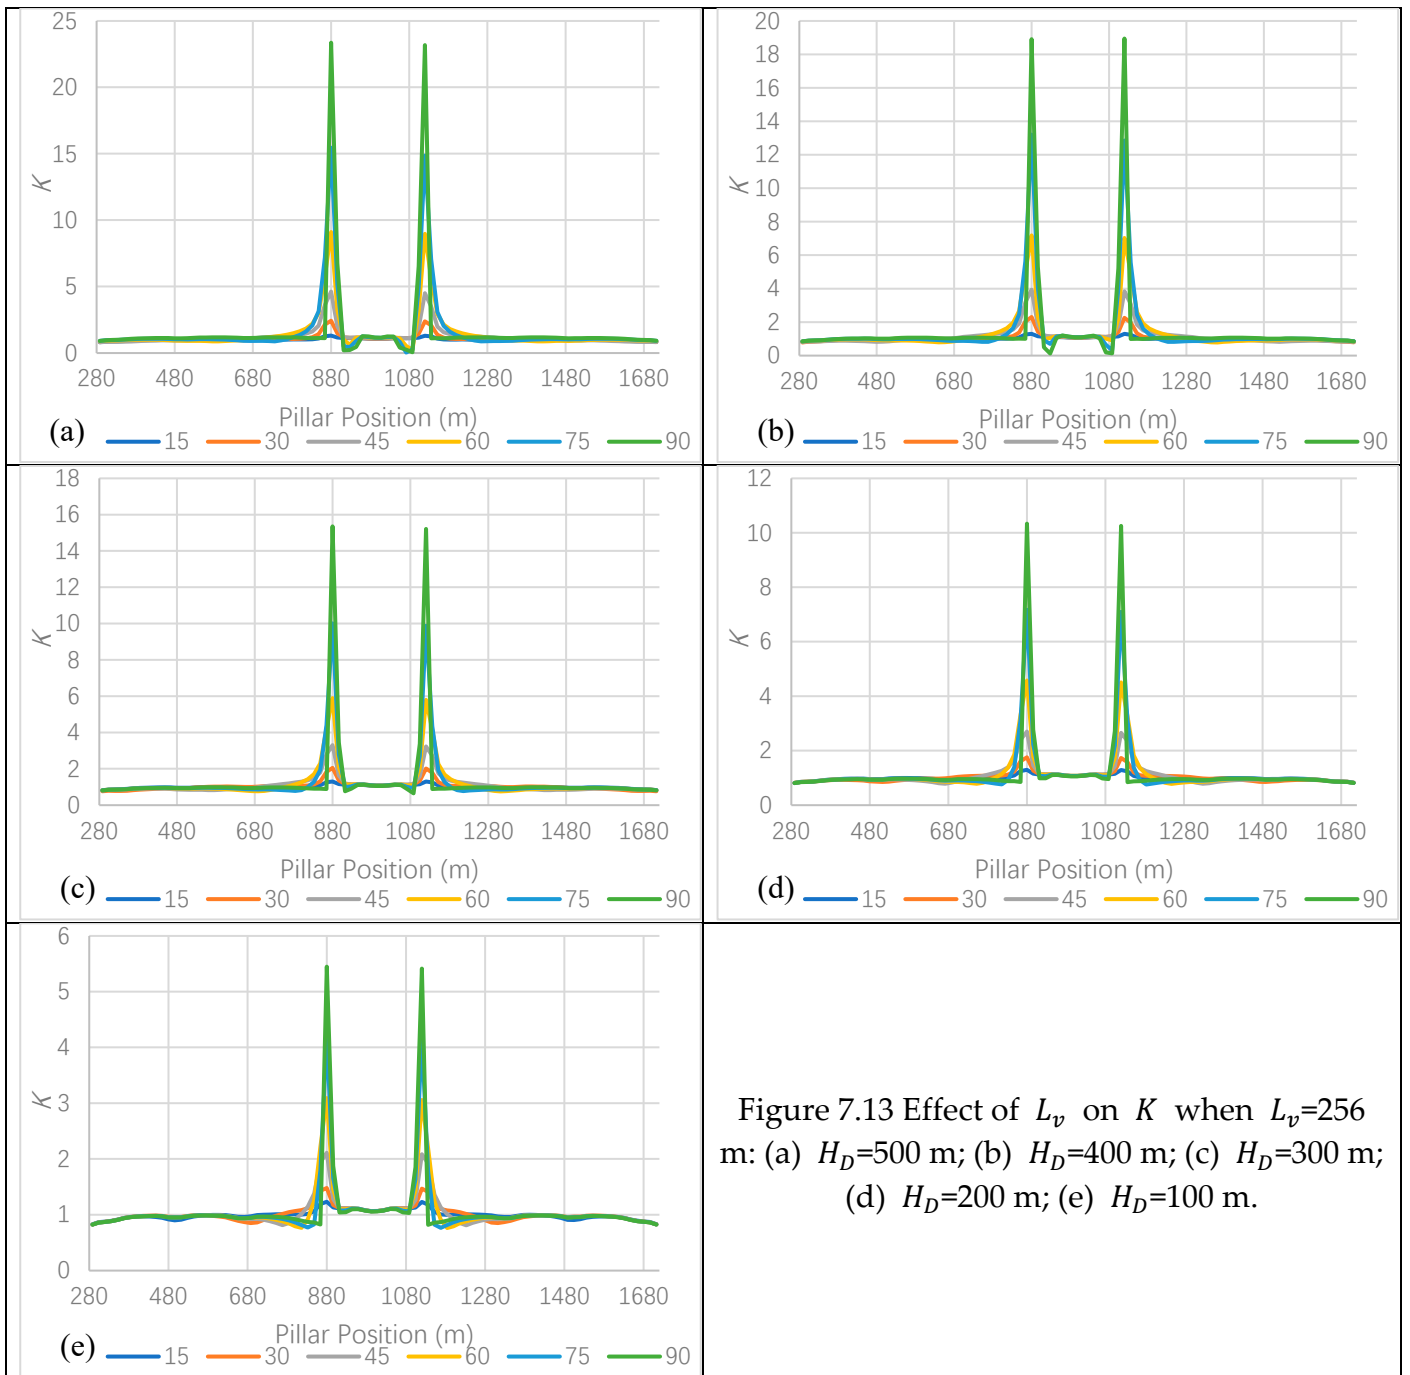 25
20
15
10
5
0
K
280 480 680 880 1080 1280 1480 1680
Pillar Position (m)
(a)
15 30 45 60 75 90
20
18
16
14
12
10
8
6
4
2
0
K
280 480 680 880 1080 1280 1480 1680
Pillar Position (m)
(b)
15 30 45 60 75 90
18
16
14
12
10
8
6
4
2
0
K
280 480 680 880 1080 1280 1480 1680
Pillar Position (m)
(c)
15 30 45 60 75 90
12
10
8
6
4
2
0
K
280 480 680 880 1080 1280 1480 1680
Pillar Position (m)
(d)
15 30 45 60 75 90
6
5
4
3
2
1
0
K
280 480 680 880 1080 1280 1480 1680
Pillar Position (m)
(e)
15 30 45 60 75 90
Figure 7.13 Effect of L_v on K when L_v=256
m: (a) H_D=500 m; (b) H_D=400 m; (c) H_D=300 m;
(d) H_D=200 m; (e) H_D=100 m.